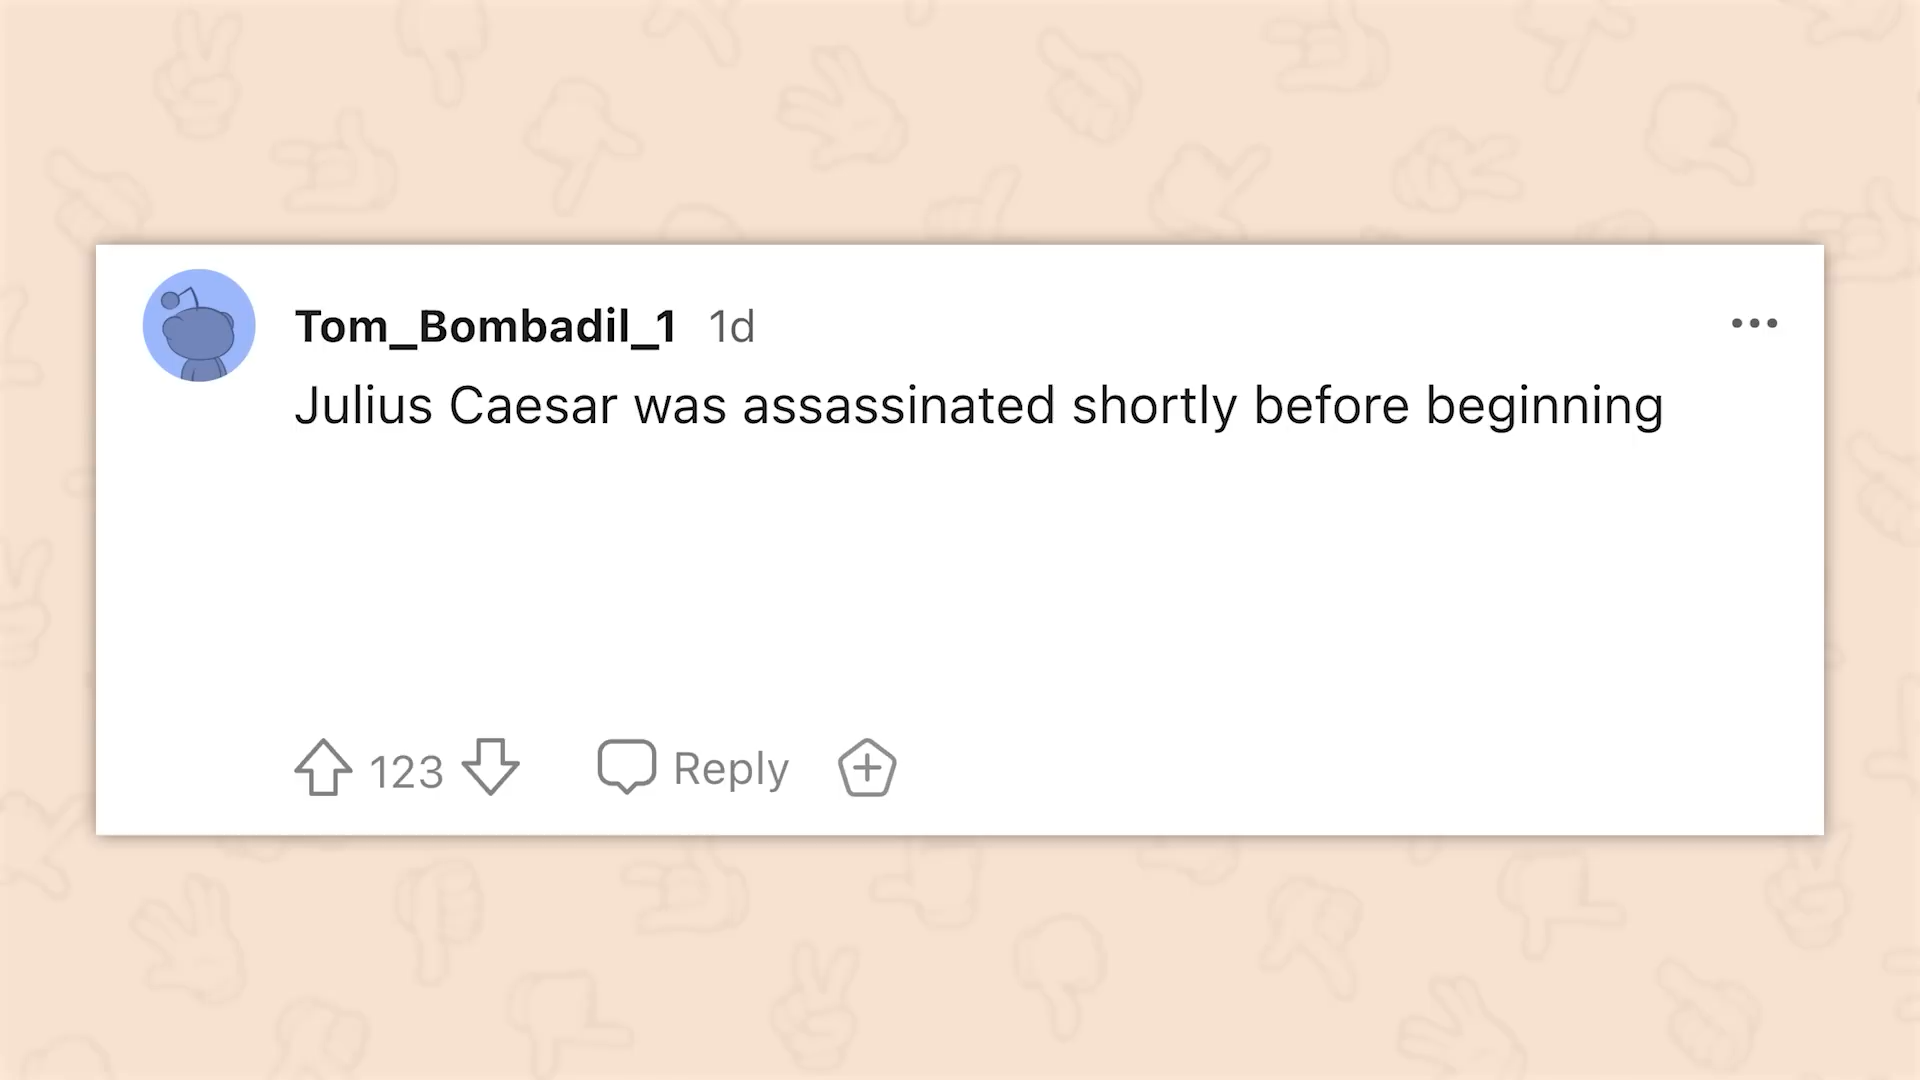 Tom_Bombadil_1 1d
Julius Caesar was assassinated shortly before beginning
123 Reply